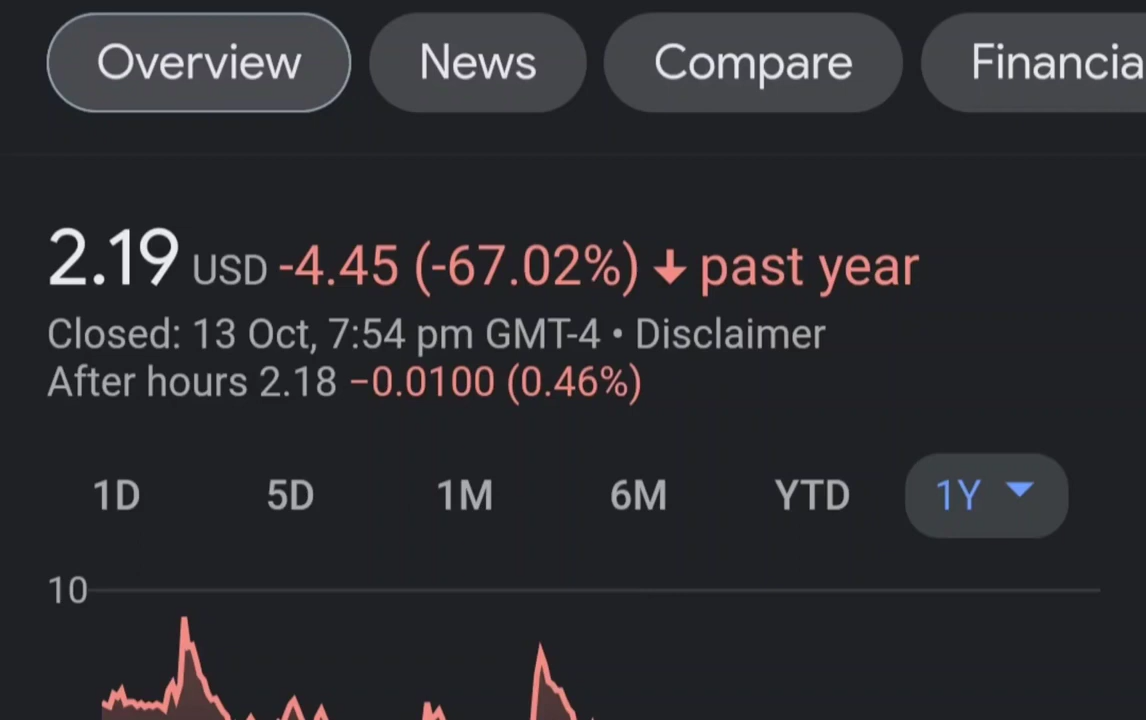 Overview News Compare Financia
2.19 USD -4.45 (-67.02%) ↓ past year
Closed: 13 Oct, 7:54 pm GMT-4 • Disclaimer
After hours 2.18 −0.0100 (0.46%)
1D 5D 1M 6M YTD 1Y
10